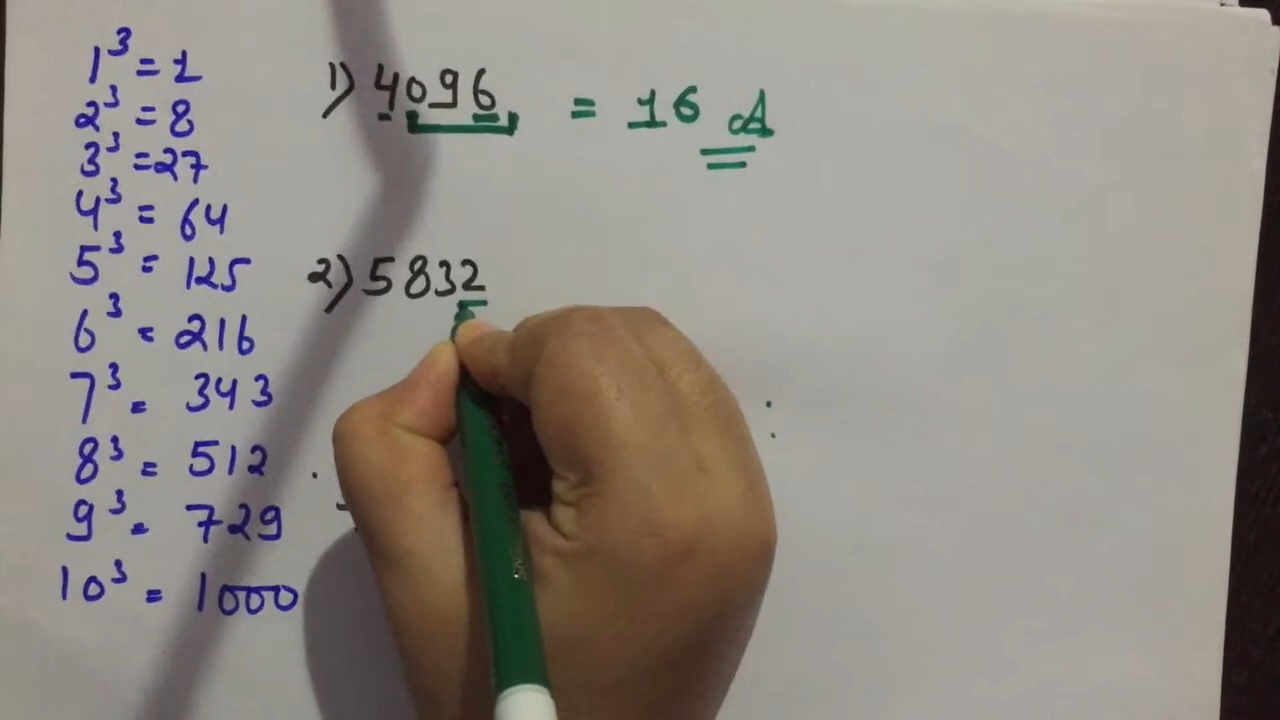 1³ = 1
2³ = 8
3³ = 27
4³ = 64
5³ = 125
6³ = 216
7³ = 343
8³ = 512
9³ = 729
10³ = 1000
1) 4096 = 16 A
2) 5832